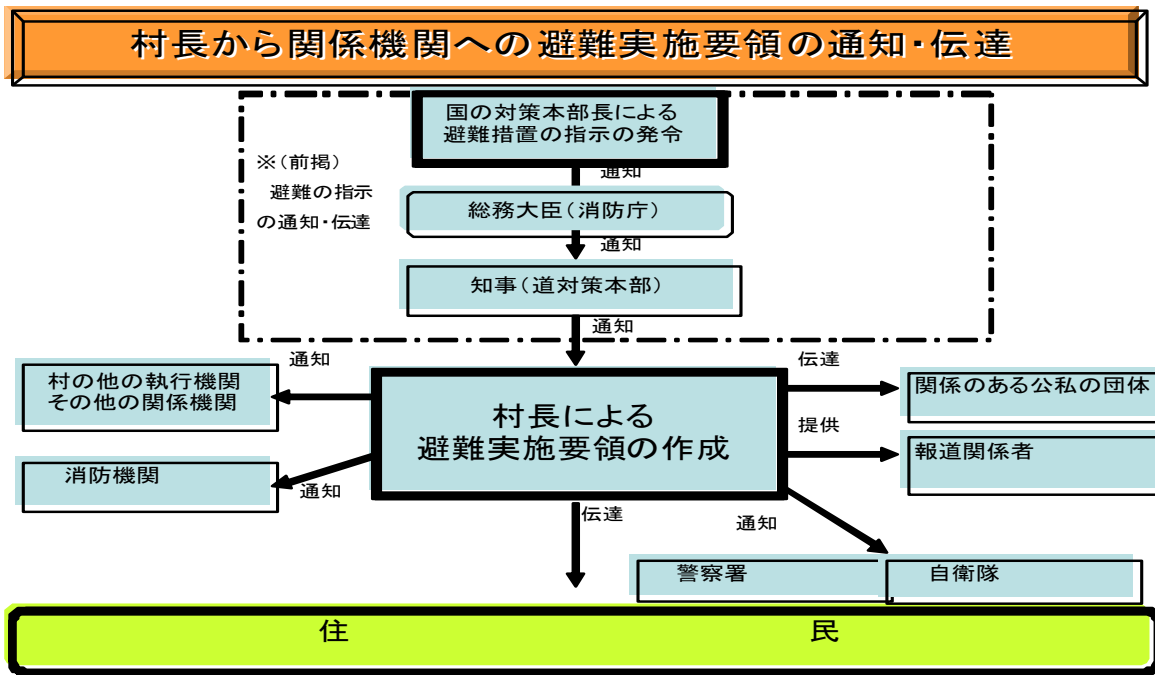 村長から関係機関への避難実施要領の通知・伝達
国の対策本部長による
避難措置の指示の発令
※(前掲)
避難の指示
の通知・伝達
通知
総務大臣(消防庁)
通知
知事(道対策本部)
通知
通知
伝達
村の他の執行機関
その他の関係機関
関係のある公私の団体
村長による
避難実施要領の作成
提供
報道関係者
消防機関
通知
伝達
通知
警察署
自衛隊
住民